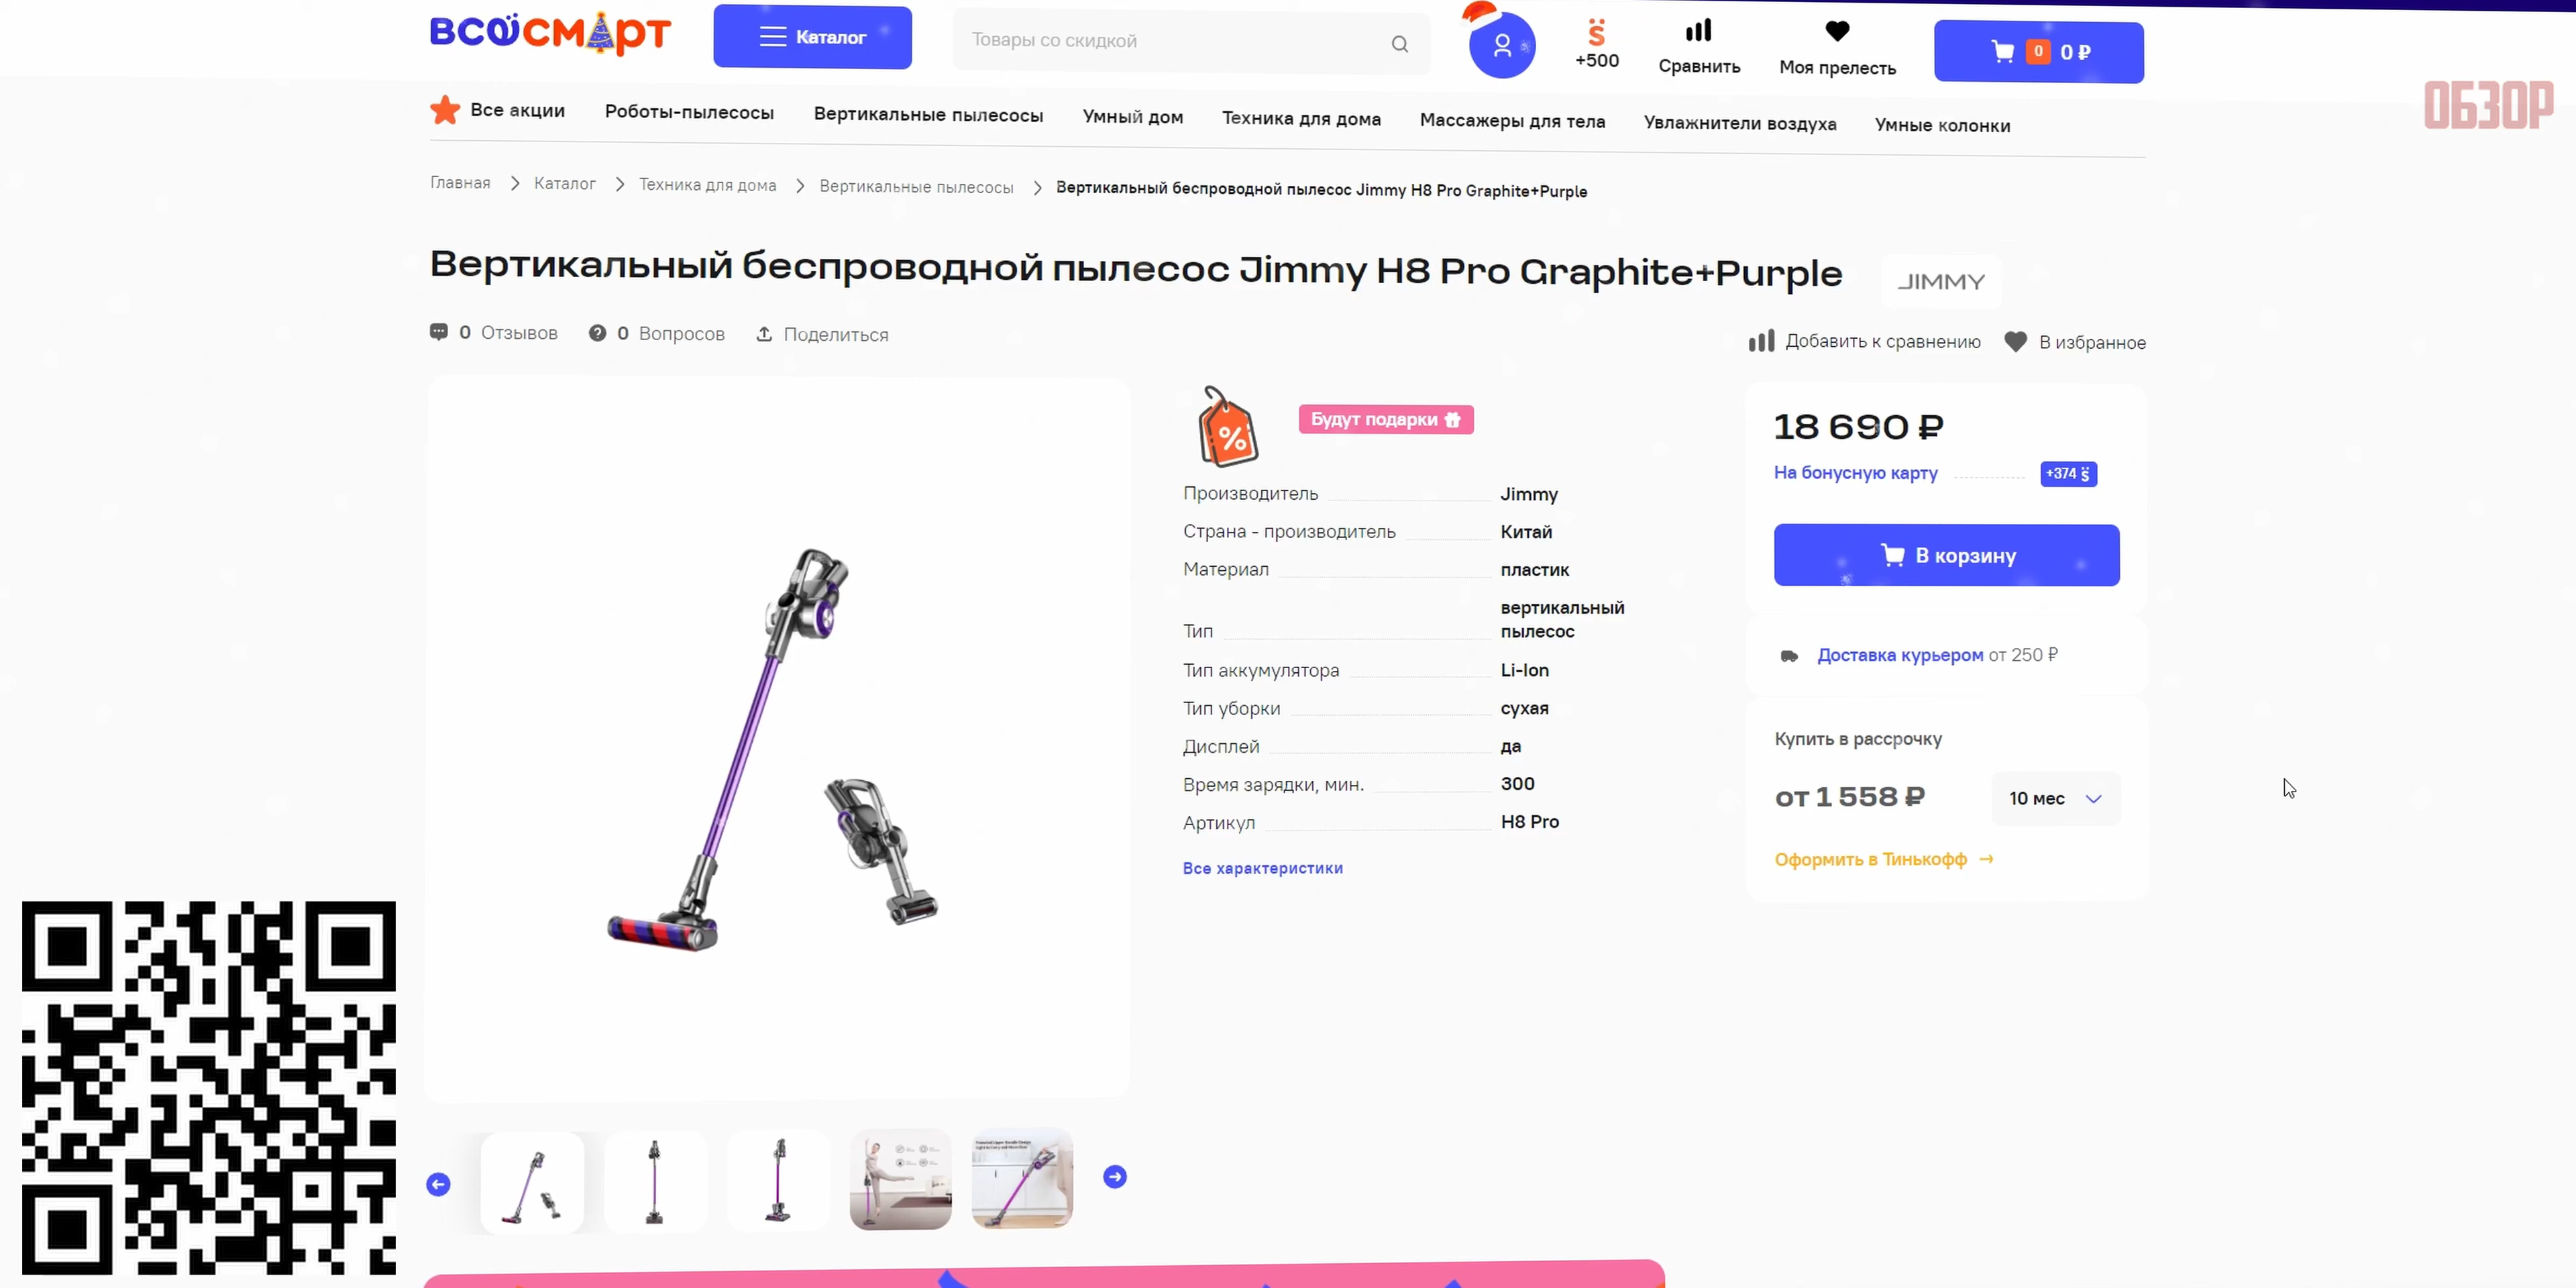 ВСЁСМАРТ
Каталог
Товары со скидкой
+500
Сравнить
Моя прелесть
0 0 ₽
ОБЗОР
Все акции
Роботы-пылесосы
Вертикальные пылесосы
Умный дом
Техника для дома
Массажеры для тела
Увлажнители воздуха
Умные колонки
Главная
Каталог
Техника для дома
Вертикальные пылесосы
Вертикальный беспроводной пылесос Jimmy H8 Pro Graphite+Purple
Вертикальный беспроводной пылесос Jimmy H8 Pro Graphite+Purple
JIMMY
0 Отзывов
0 Вопросов
Поделиться
Добавить к сравнению
В избранное
%
Будут подарки
Производитель Jimmy
Страна - производитель Китай
Материал пластик
Тип вертикальный
пылесос
Тип аккумулятора Li-Ion
Тип уборки сухая
Дисплей да
Время зарядки, мин. 300
Артикул H8 Pro
Все характеристики
18 690 ₽
На бонусную карту +374
В корзину
Доставка курьером от 250 ₽
Купить в рассрочку
от 1 558 ₽
10 мес
Оформить в Тинькофф →